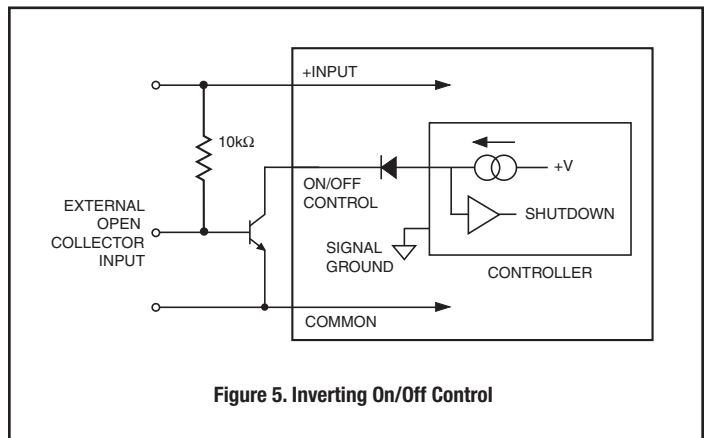 +INPUT
10kΩ
+V
ON/OFF
CONTROL
EXTERNAL
OPEN
COLLECTOR
INPUT
SHUTDOWN
SIGNAL
GROUND
CONTROLLER
COMMON
Figure 5. Inverting On/Off Control